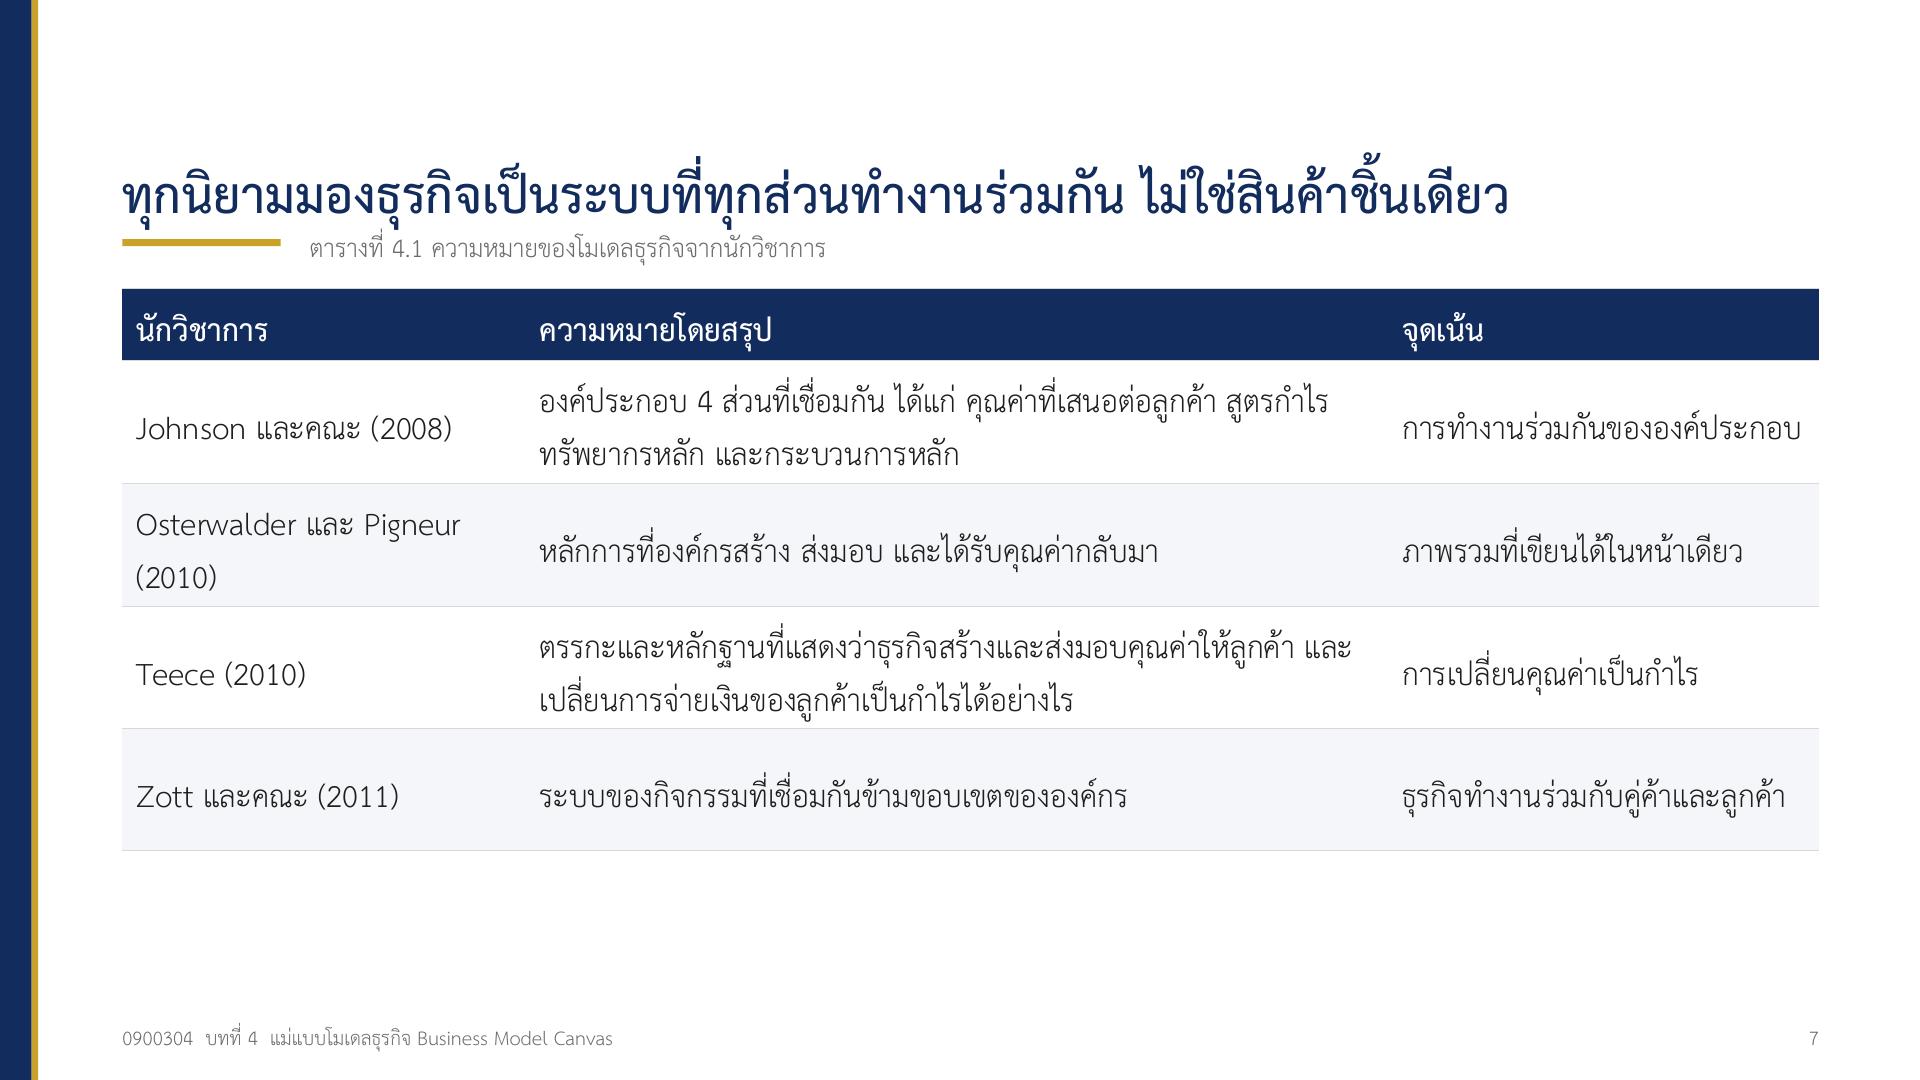 ทุกนิยามมองธุรกิจเป็นระบบที่ทุกส่วนทำงานร่วมกัน ไม่ใช่สินค้าชิ้นเดียว
ตารางที่ 4.1 ความหมายของโมเดลธุรกิจจากนักวิชาการ
นักวิชาการ ความหมายโดยสรุป จุดเน้น
องค์ประกอบ 4 ส่วนที่เชื่อมกัน ได้แก่ คุณค่าที่เสนอต่อลูกค้า สูตรกำไร
Johnson และคณะ (2008) การทำงานร่วมกันขององค์ประกอบ
ทรัพยากรหลัก และกระบวนการหลัก
Osterwalder และ Pigneur
(2010)
หลักการที่องค์กรสร้าง ส่งมอบ และได้รับคุณค่ากลับมา ภาพรวมที่เขียนได้ในหน้าเดียว
ตรรกะและหลักฐานที่แสดงว่าธุรกิจสร้างและส่งมอบคุณค่าให้ลูกค้า และ
Teece (2010) การเปลี่ยนคุณค่าเป็นกำไร
เปลี่ยนการจ่ายเงินของลูกค้าเป็นกำไรได้อย่างไร
Zott และคณะ (2011) ระบบของกิจกรรมที่เชื่อมกันข้ามขอบเขตขององค์กร ธุรกิจทำงานร่วมกับคู่ค้าและลูกค้า
0900304 บทที่ 4 แม่แบบโมเดลธุรกิจ Business Model Canvas 7